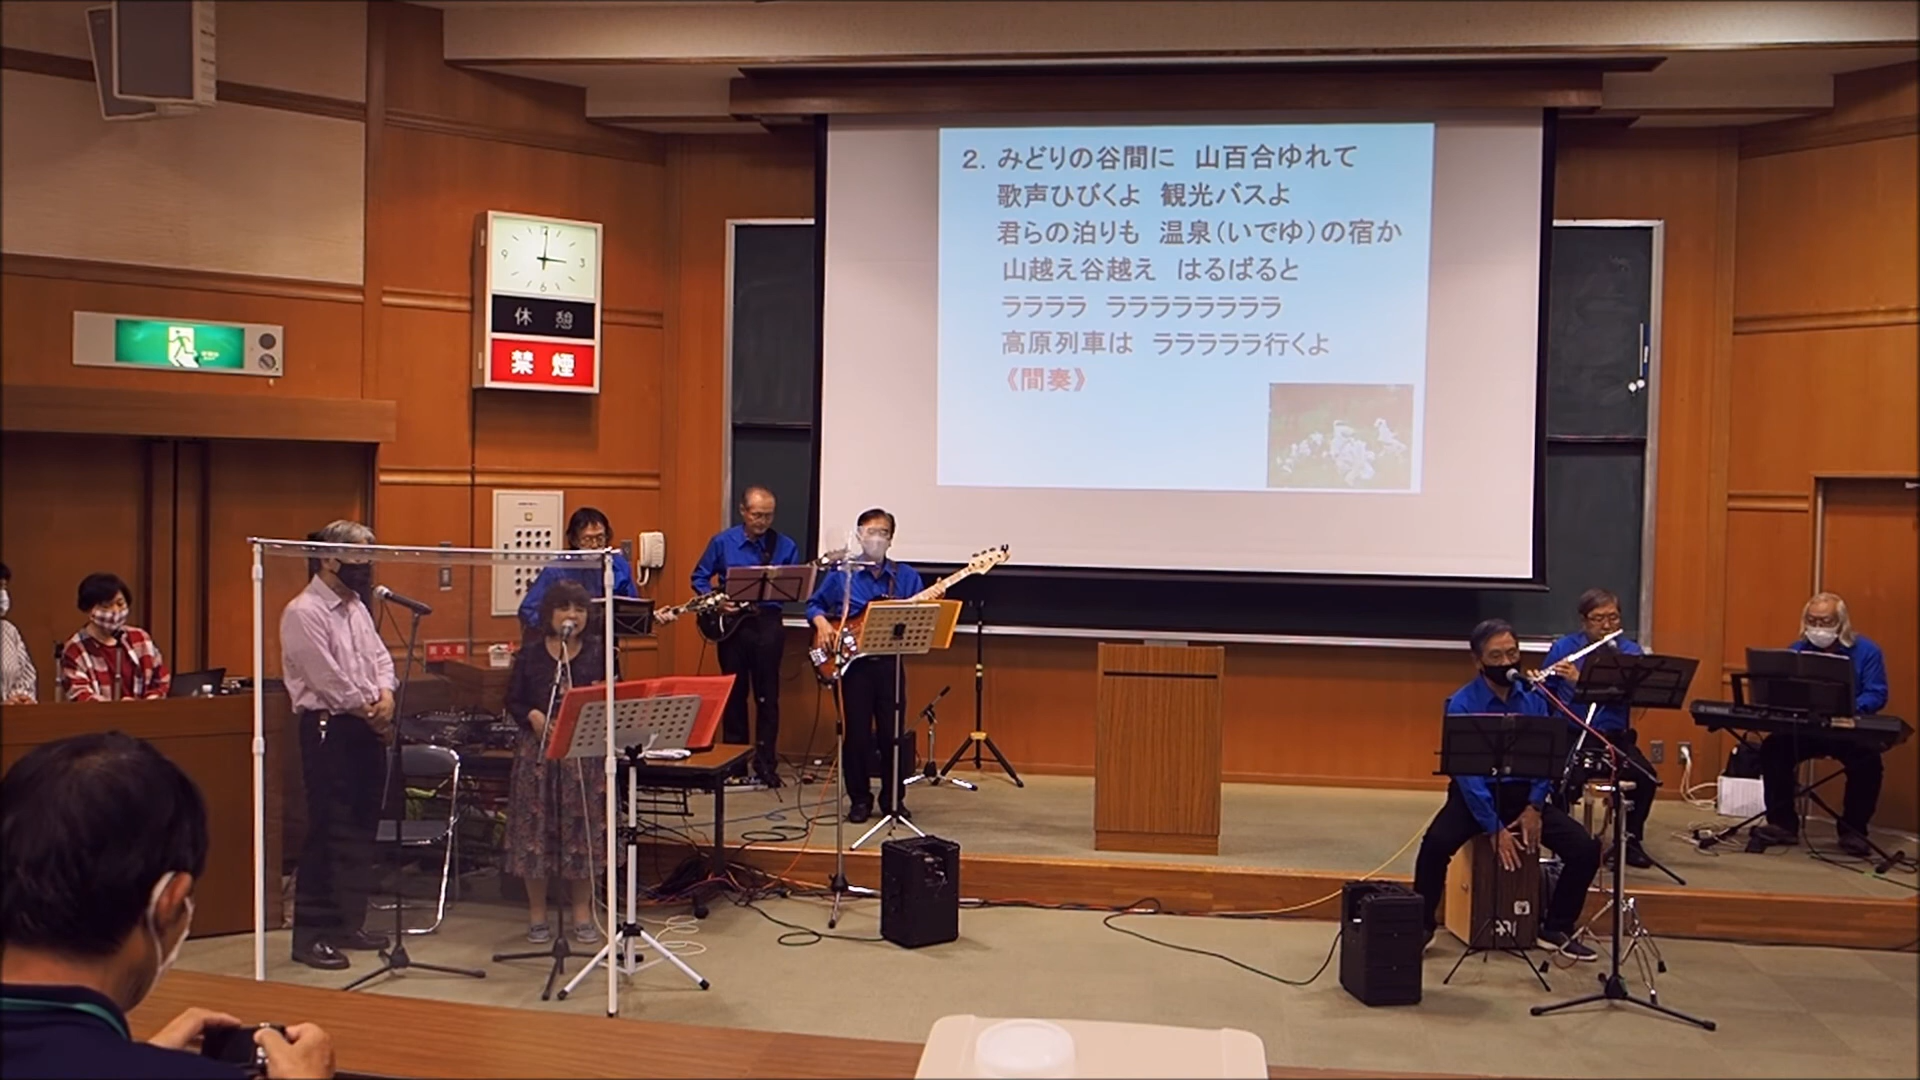 2. みどりの谷間に 山百合ゆれて
歌声ひびくよ 観光バスよ
君らの泊りも 温泉(いでゆ)の宿か
山越え谷越え はるばると
ララララ ララララララララ
高原列車は ラララララ行くよ
《間奏》
12
9
3
6
休憩
禁煙